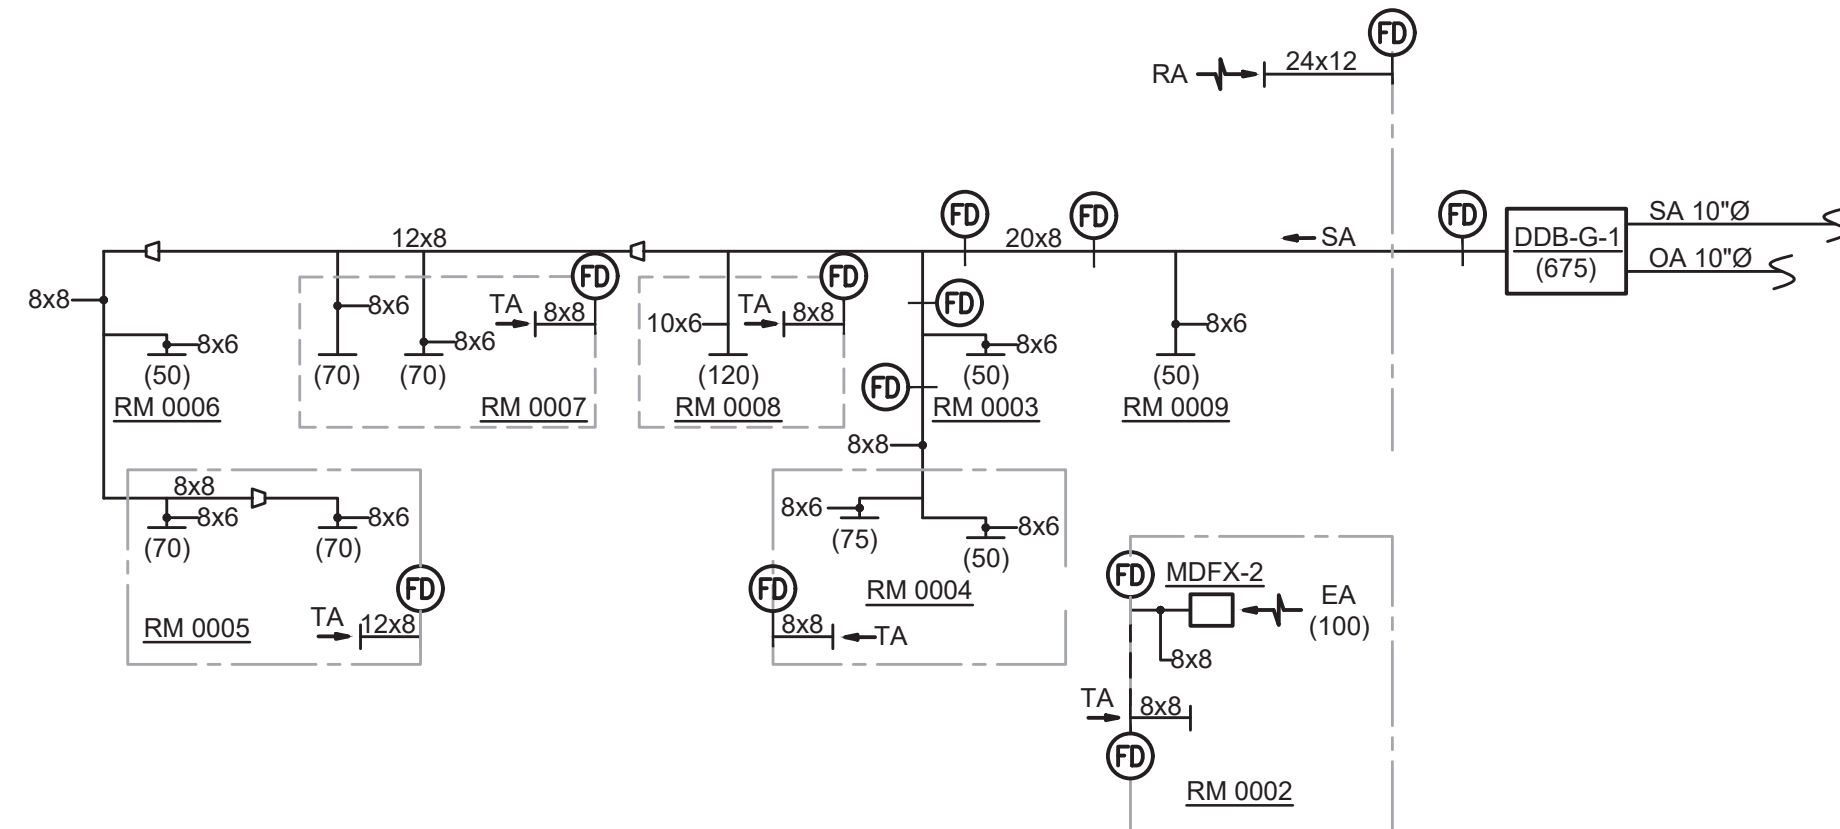 FD
RA
24x12
FD
FD
FD
SA 10"Ø
12x8
20x8
SA
DDB-G-1
(675)
OA 10"Ø
FD
FD
8x8
8x6
TA
8x8
10x6
TA
8x8
FD
8x6
8x6
8x6
8x6
(50)
(70)
(70)
(120)
FD
(50)
(50)
RM 0006
RM 0007
RM 0008
RM 0003
RM 0009
8x8
8x8
8x6
8x6
8x6
8x6
(70)
(70)
(75)
(50)
FD
FD
RM 0004
FD
MDFX-2
EA
(100)
RM 0005
TA
12x8
8x8
TA
8x8
TA
8x8
FD
RM 0002